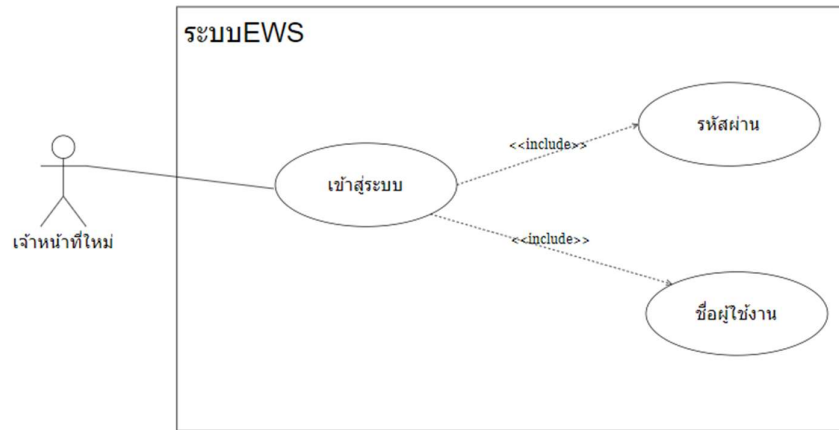 ระบบEWS
รหัสผ่าน
<<include>>
เข้าสู่ระบบ
เจ้าหน้าที่ใหม่
<<include>>
ชื่อผู้ใช้งาน